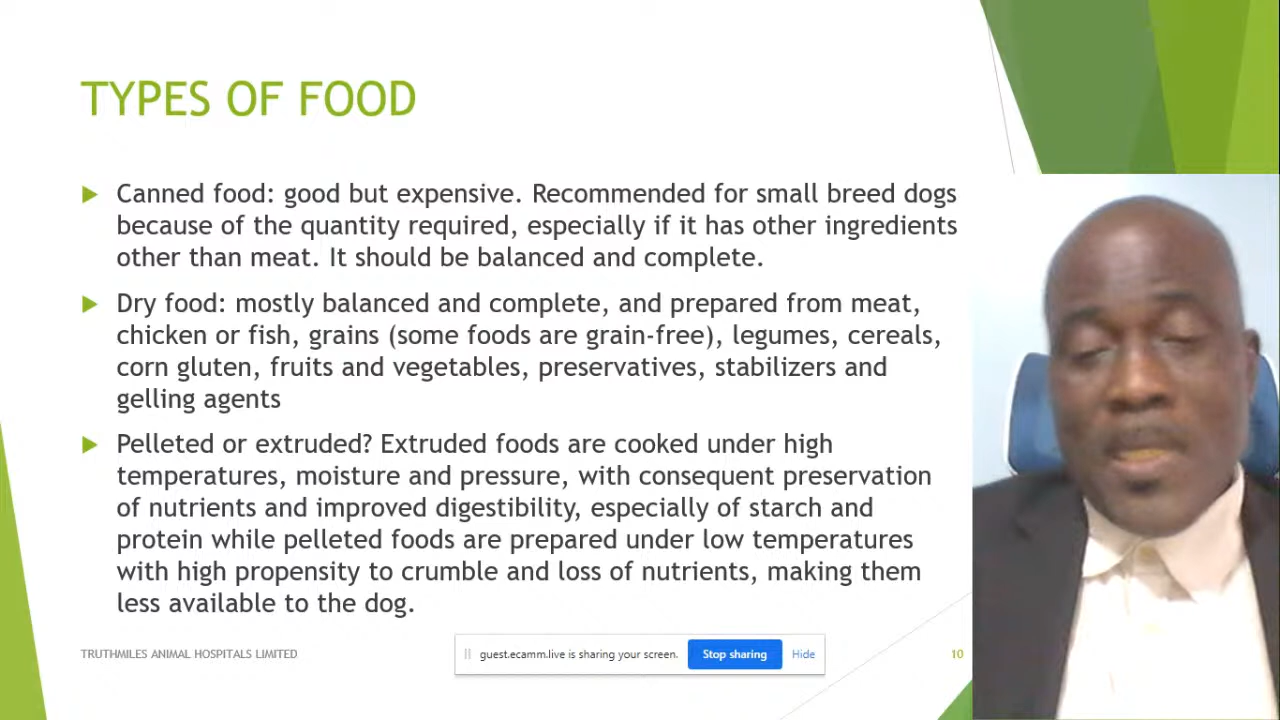 TYPES OF FOOD
Canned food: good but expensive. Recommended for small breed dogs
because of the quantity required, especially if it has other ingredients
other than meat. It should be balanced and complete.
Dry food: mostly balanced and complete, and prepared from meat,
chicken or fish, grains (some foods are grain-free), legumes, cereals,
corn gluten, fruits and vegetables, preservatives, stabilizers and
gelling agents
Pelleted or extruded? Extruded foods are cooked under high
temperatures, moisture and pressure, with consequent preservation
of nutrients and improved digestibility, especially of starch and
protein while pelleted foods are prepared under low temperatures
with high propensity to crumble and loss of nutrients, making them
less available to the dog.
TRUTHMILES ANIMAL HOSPITALS LIMITED
guest.ecamm.live is sharing your screen. Stop sharing Hide
10